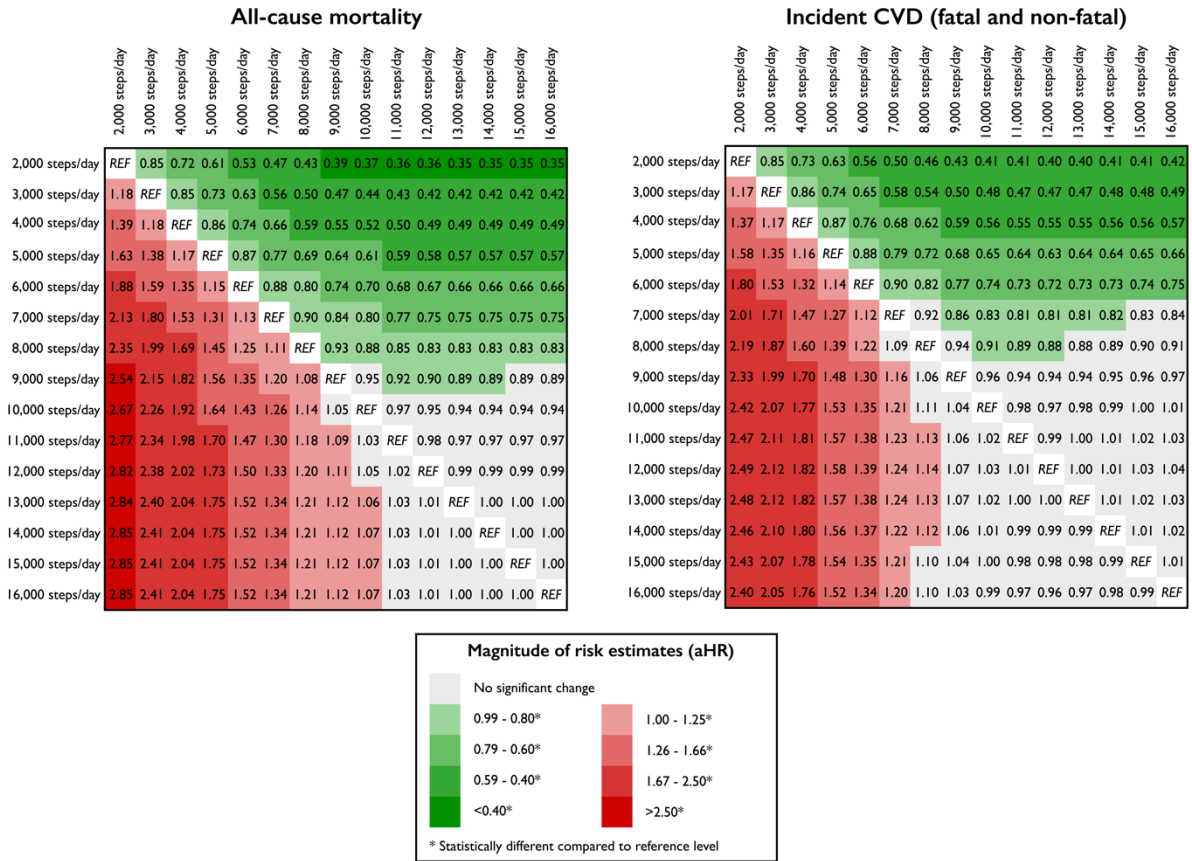 All-cause mortality
2,000 steps/day 3,000 steps/day 4,000 steps/day 5,000 steps/day 6,000 steps/day 7,000 steps/day 8,000 steps/day 9,000 steps/day 10,000 steps/day 11,000 steps/day 12,000 steps/day 13,000 steps/day 14,000 steps/day 15,000 steps/day 16,000 steps/day
2,000 steps/day REF 0.85 0.72 0.61 0.53 0.47 0.43 0.39 0.37 0.36 0.36 0.35 0.35 0.35 0.35
3,000 steps/day 1.18 REF 0.85 0.73 0.63 0.56 0.50 0.47 0.44 0.43 0.42 0.42 0.42 0.42 0.42
4,000 steps/day 1.39 1.18 REF 0.86 0.74 0.66 0.59 0.55 0.52 0.50 0.49 0.49 0.49 0.49 0.49
5,000 steps/day 1.63 1.38 1.17 REF 0.87 0.77 0.69 0.64 0.61 0.59 0.58 0.57 0.57 0.57 0.57
6,000 steps/day 1.88 1.59 1.35 1.15 REF 0.88 0.80 0.74 0.70 0.68 0.67 0.66 0.66 0.66 0.66
7,000 steps/day 2.13 1.80 1.53 1.31 1.13 REF 0.90 0.84 0.80 0.77 0.75 0.75 0.75 0.75 0.75
8,000 steps/day 2.35 1.99 1.69 1.45 1.25 1.11 REF 0.93 0.88 0.85 0.83 0.83 0.83 0.83 0.83
9,000 steps/day 2.54 2.15 1.82 1.56 1.35 1.20 1.08 REF 0.95 0.92 0.90 0.89 0.89 0.89 0.89
10,000 steps/day 2.67 2.26 1.92 1.64 1.43 1.26 1.14 1.05 REF 0.97 0.95 0.94 0.94 0.94 0.94
11,000 steps/day 2.77 2.34 1.98 1.70 1.47 1.30 1.18 1.09 1.03 REF 0.98 0.97 0.97 0.97 0.97
12,000 steps/day 2.82 2.38 2.02 1.73 1.50 1.33 1.20 1.11 1.05 1.02 REF 0.99 0.99 0.99 0.99
13,000 steps/day 2.84 2.40 2.04 1.75 1.52 1.34 1.21 1.12 1.06 1.03 1.01 REF 1.00 1.00 1.00
14,000 steps/day 2.85 2.41 2.04 1.75 1.52 1.34 1.21 1.12 1.07 1.03 1.01 1.00 REF 1.00 1.00
15,000 steps/day 2.85 2.41 2.04 1.75 1.52 1.34 1.21 1.12 1.07 1.03 1.01 1.00 1.00 REF 1.00
16,000 steps/day 2.85 2.41 2.04 1.75 1.52 1.34 1.21 1.12 1.07 1.03 1.01 1.00 1.00 1.00 REF
Incident CVD (fatal and non-fatal)
2,000 steps/day 3,000 steps/day 4,000 steps/day 5,000 steps/day 6,000 steps/day 7,000 steps/day 8,000 steps/day 9,000 steps/day 10,000 steps/day 11,000 steps/day 12,000 steps/day 13,000 steps/day 14,000 steps/day 15,000 steps/day 16,000 steps/day
2,000 steps/day REF 0.85 0.73 0.63 0.56 0.50 0.46 0.43 0.41 0.41 0.40 0.40 0.41 0.41 0.42
3,000 steps/day 1.17 REF 0.86 0.74 0.65 0.58 0.54 0.50 0.48 0.47 0.47 0.47 0.48 0.48 0.49
4,000 steps/day 1.37 1.17 REF 0.87 0.76 0.68 0.62 0.59 0.56 0.55 0.55 0.55 0.56 0.56 0.57
5,000 steps/day 1.58 1.35 1.16 REF 0.88 0.79 0.72 0.68 0.65 0.64 0.63 0.64 0.64 0.65 0.66
6,000 steps/day 1.80 1.53 1.32 1.14 REF 0.90 0.82 0.77 0.74 0.73 0.72 0.73 0.73 0.74 0.75
7,000 steps/day 2.01 1.71 1.47 1.27 1.12 REF 0.92 0.86 0.83 0.81 0.81 0.81 0.82 0.83 0.84
8,000 steps/day 2.19 1.87 1.60 1.39 1.22 1.09 REF 0.94 0.91 0.89 0.88 0.88 0.89 0.90 0.91
9,000 steps/day 2.33 1.99 1.70 1.48 1.30 1.16 1.06 REF 0.96 0.94 0.94 0.94 0.95 0.96 0.97
10,000 steps/day 2.42 2.07 1.77 1.53 1.35 1.21 1.11 1.04 REF 0.98 0.97 0.98 0.99 1.00 1.01
11,000 steps/day 2.47 2.11 1.81 1.57 1.38 1.23 1.13 1.06 1.02 REF 0.99 1.00 1.01 1.02 1.03
12,000 steps/day 2.49 2.12 1.82 1.58 1.39 1.24 1.14 1.07 1.03 1.01 REF 1.00 1.01 1.03 1.04
13,000 steps/day 2.48 2.12 1.82 1.57 1.38 1.24 1.13 1.07 1.02 1.00 1.00 REF 1.01 1.02 1.03
14,000 steps/day 2.46 2.10 1.80 1.56 1.37 1.22 1.12 1.06 1.01 0.99 0.99 0.99 REF 1.01 1.02
15,000 steps/day 2.43 2.07 1.78 1.54 1.35 1.21 1.10 1.04 1.00 0.98 0.98 0.98 0.99 REF 1.01
16,000 steps/day 2.40 2.05 1.76 1.52 1.34 1.20 1.10 1.03 0.99 0.97 0.96 0.97 0.98 0.99 REF
Magnitude of risk estimates (aHR)
No significant change
0.99 - 0.80* 1.00 - 1.25*
0.79 - 0.60* 1.26 - 1.66*
0.59 - 0.40* 1.67 - 2.50*
<0.40* >2.50*
* Statistically different compared to reference level